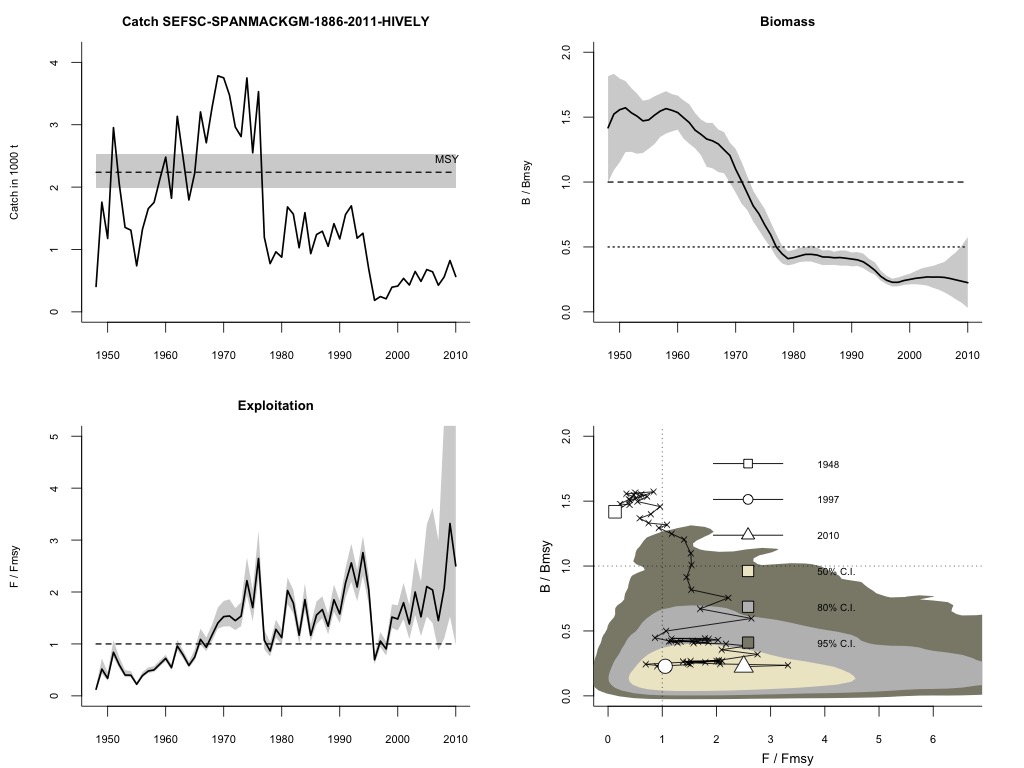 Catch SEFSC-SPANMACKGM-1886-2011-HIVELY
Catch in 1000 t
4
3
2
1
0
MSY
1950 1960 1970 1980 1990 2000 2010
Biomass
B / Bmsy
2.0
1.5
1.0
0.5
0.0
1950 1960 1970 1980 1990 2000 2010
Exploitation
F / Fmsy
5
4
3
2
1
0
1950 1960 1970 1980 1990 2000 2010
B / Bmsy
2.0
1.5
1.0
0.5
0.0
1948
1997
2010
50% C.I.
80% C.I.
95% C.I.
0 1 2 3 4 5 6
F / Fmsy